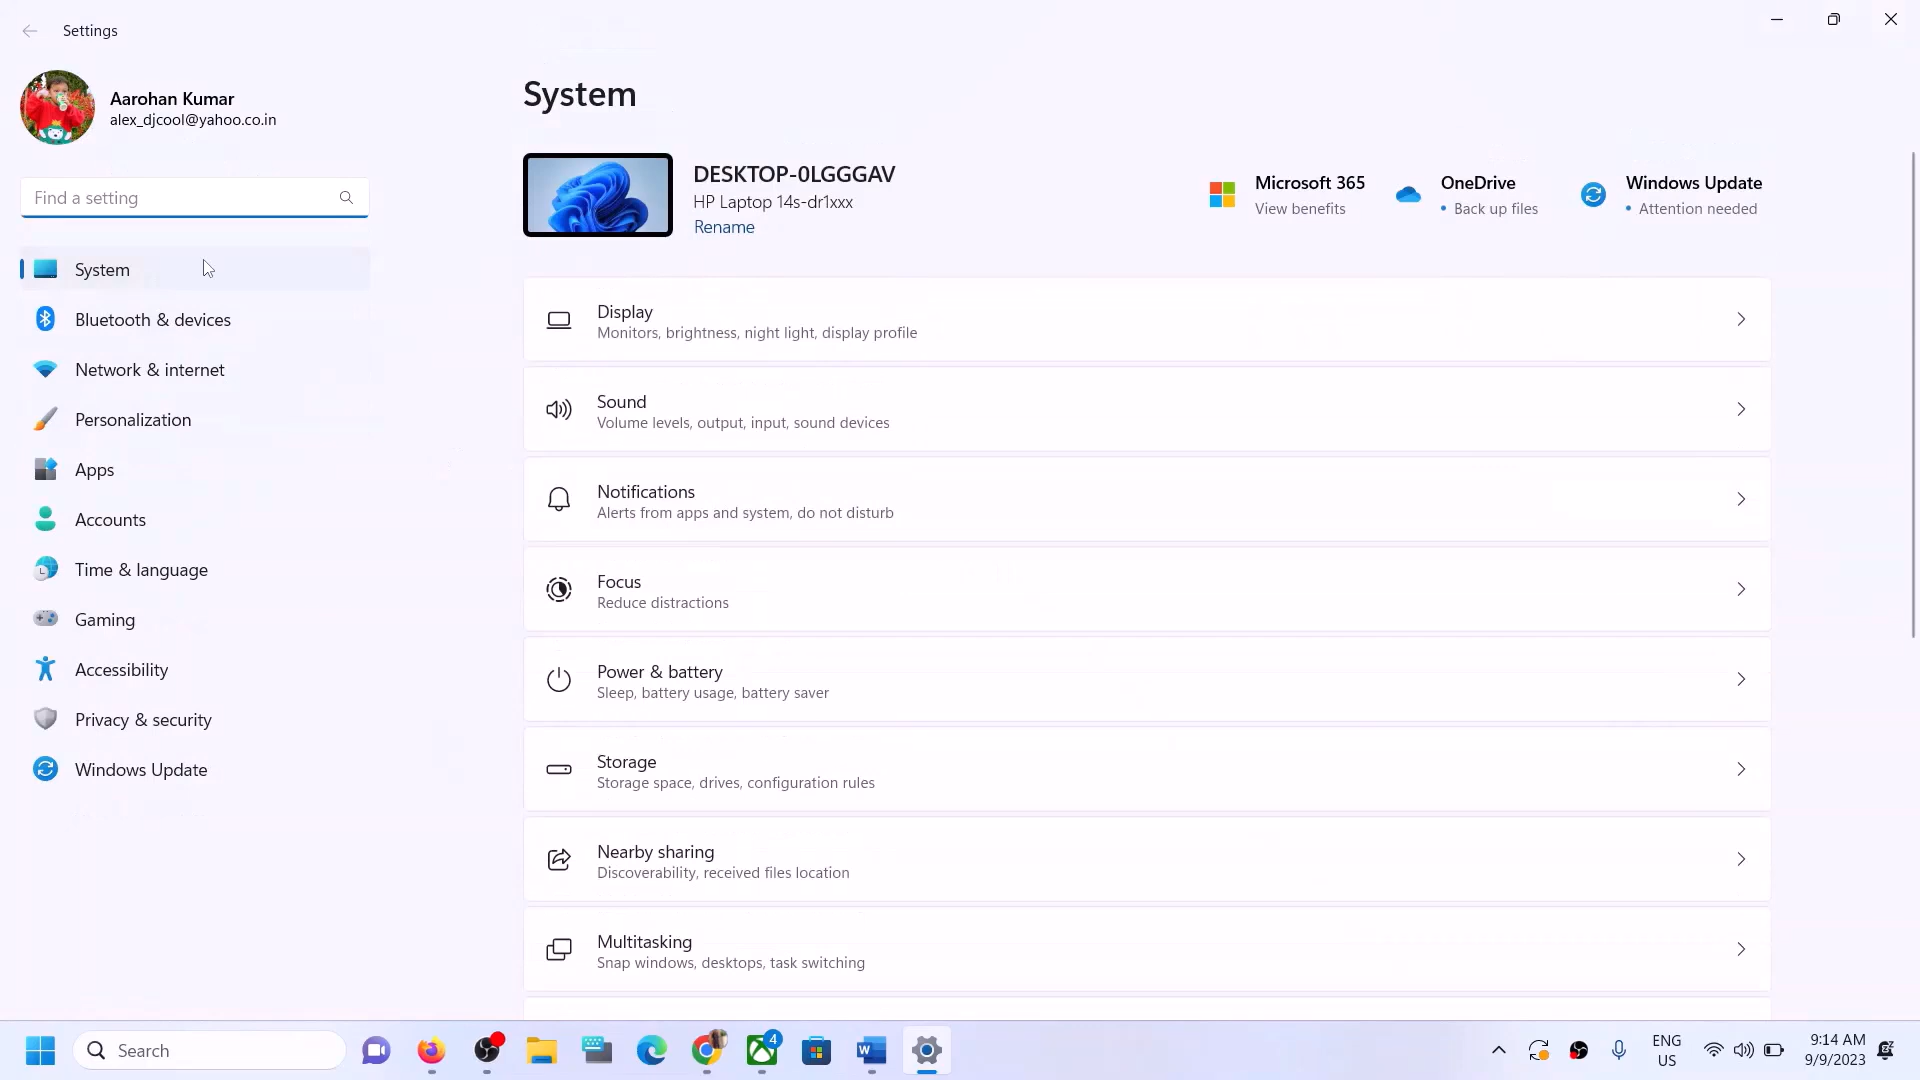 Settings
Aarohan Kumar
alex_djcool@yahoo.co.in
Find a setting
System
Bluetooth & devices
Network & internet
Personalization
Apps
Accounts
Time & language
Gaming
Accessibility
Privacy & security
Windows Update
System
DESKTOP-0LGGGAV
HP Laptop 14s-dr1xxx
Rename
Microsoft 365
View benefits
OneDrive
• Back up files
Windows Update
• Attention needed
Display
Monitors, brightness, night light, display profile
Sound
Volume levels, output, input, sound devices
Notifications
Alerts from apps and system, do not disturb
Focus
Reduce distractions
Power & battery
Sleep, battery usage, battery saver
Storage
Storage space, drives, configuration rules
Nearby sharing
Discoverability, received files location
Multitasking
Snap windows, desktops, task switching
Search
4
W
ENG
US
9:14 AM
9/9/2023